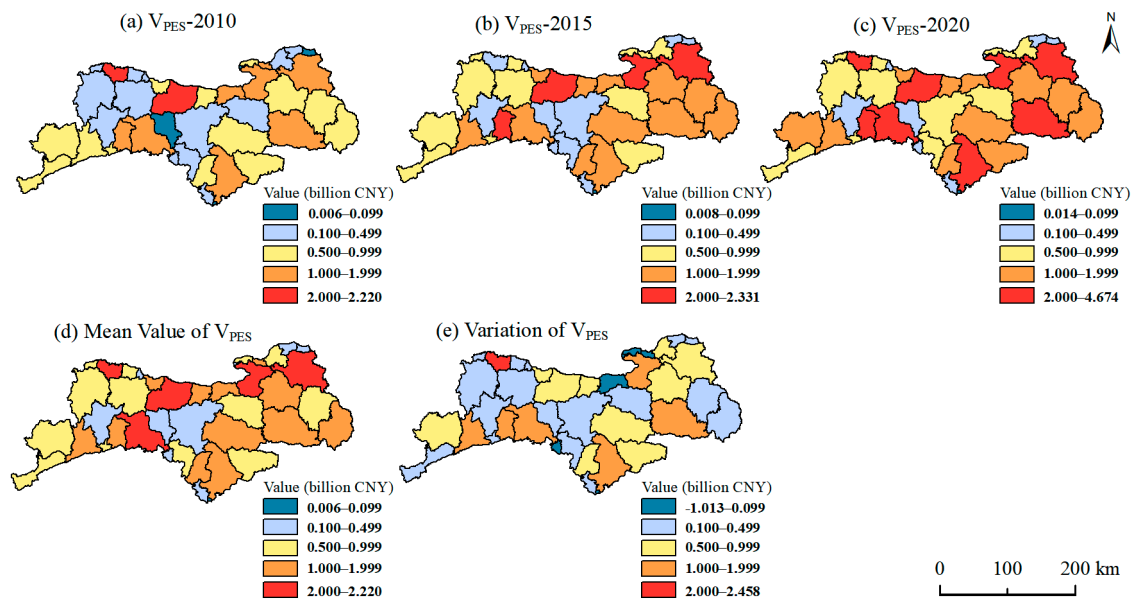 (a) VPES-2010
(b) VPES-2015
(c) VPES-2020
N
Value (billion CNY)
0.006–0.099
0.100–0.499
0.500–0.999
1.000–1.999
2.000–2.220
Value (billion CNY)
0.008–0.099
0.100–0.499
0.500–0.999
1.000–1.999
2.000–2.331
Value (billion CNY)
0.014–0.099
0.100–0.499
0.500–0.999
1.000–1.999
2.000–4.674
(d) Mean Value of VPES
(e) Variation of VPES
Value (billion CNY)
0.006–0.099
0.100–0.499
0.500–0.999
1.000–1.999
2.000–2.220
Value (billion CNY)
-1.013–0.099
0.100–0.499
0.500–0.999
1.000–1.999
2.000–2.458
0 100 200 km